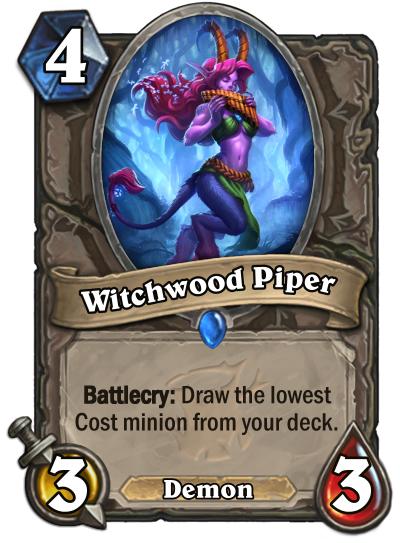 4
Witchwood Piper
Battlecry: Draw the lowest
Cost minion from your deck.
3
Demon
3